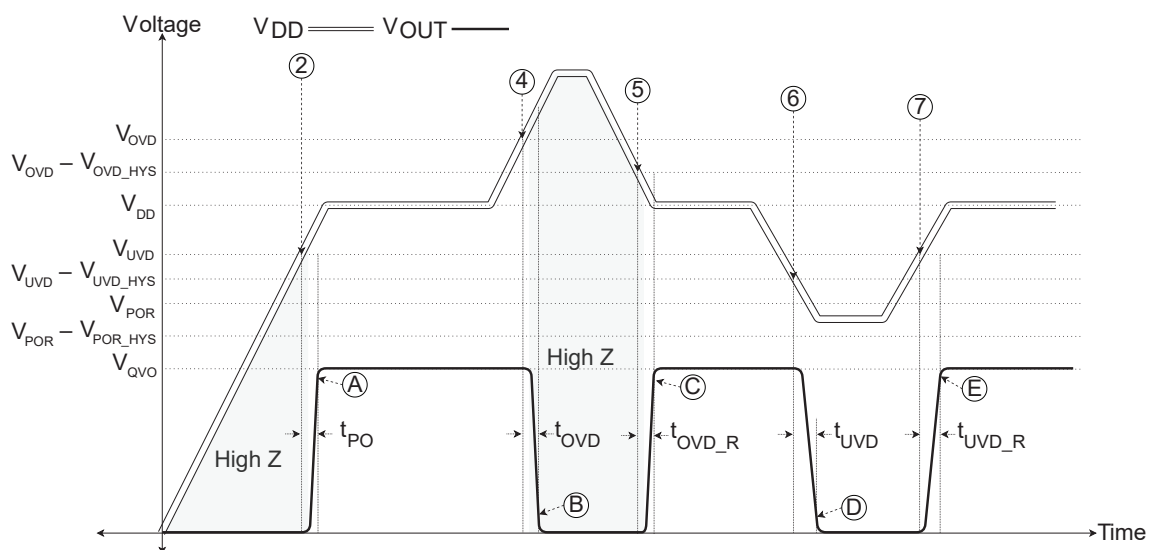 Voltage
VDD VOUT
2
4
5
6
7
VOVD
VOVD – VOVD_HYS
VDD
VUVD
VUVD – VUVD_HYS
VPOR
VPOR – VPOR_HYS
VQVO
High Z
High Z
A
B
C
D
E
tPO
tOVD
tOVD_R
tUVD
tUVD_R
Time